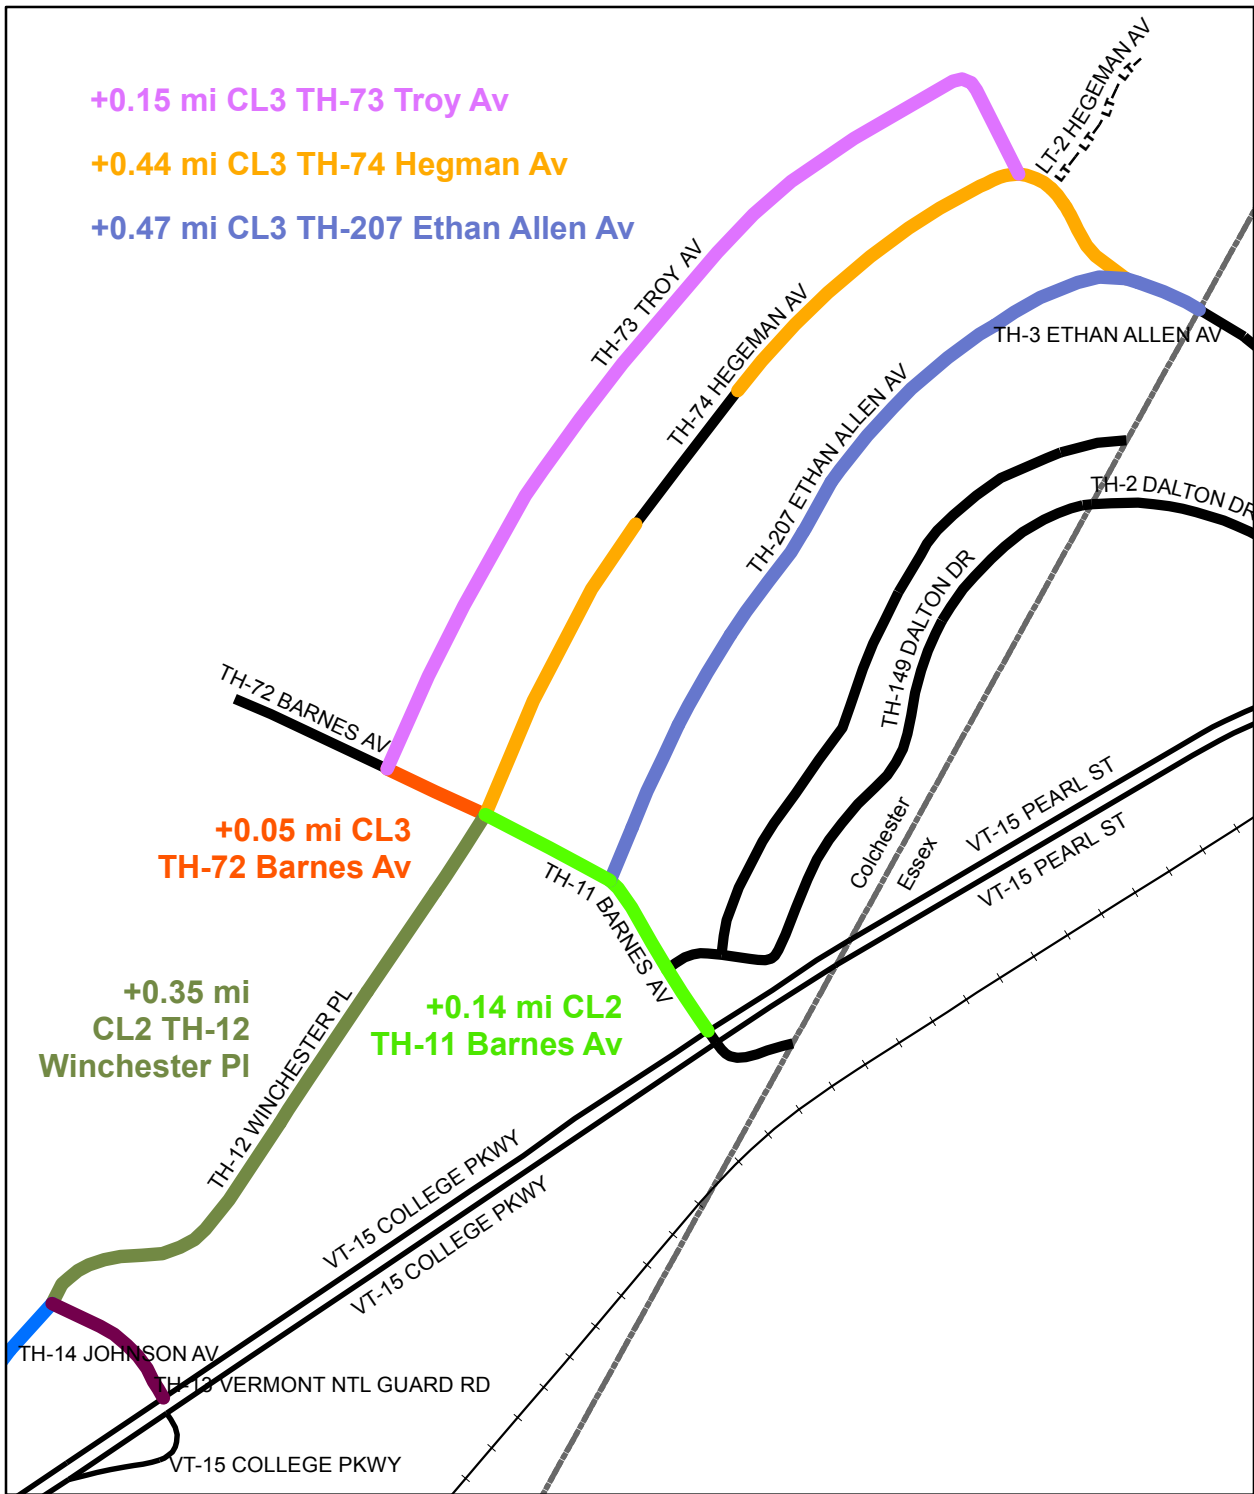 +0.15 mi CL3 TH-73 Troy Av
+0.44 mi CL3 TH-74 Hegman Av
+0.47 mi CL3 TH-207 Ethan Allen Av
LT-2 HEGEMAN AV
LT LT LT LT
TH-73 TROY AV
TH-74 HEGEMAN AV
TH-3 ETHAN ALLEN AV
TH-207 ETHAN ALLEN AV
TH-2 DALTON DR
TH-149 DALTON DR
TH-72 BARNES AV
+0.05 mi CL3
TH-72 Barnes Av
TH-11 BARNES AV
Colchester
Essex
VT-15 PEARL ST
VT-15 PEARL ST
+0.35 mi
CL2 TH-12
Winchester Pl
+0.14 mi CL2
TH-11 Barnes Av
TH-12 WINCHESTER PL
VT-15 COLLEGE PKWY
VT-15 COLLEGE PKWY
TH-14 JOHNSON AV
TH-13 VERMONT NTL GUARD RD
VT-15 COLLEGE PKWY